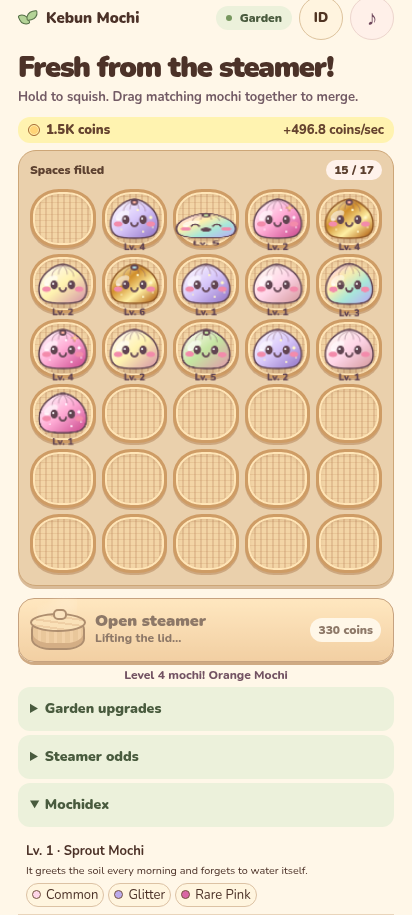 Kebun Mochi
Garden
ID
Fresh from the steamer!
Hold to squish. Drag matching mochi together to merge.
1.5K coins
+496.8 coins/sec
Spaces filled
15 / 17
Lv. 4
Lv. 5
Lv. 2
Lv. 4
Lv. 2
Lv. 6
Lv. 1
Lv. 1
Lv. 3
Lv. 4
Lv. 2
Lv. 5
Lv. 2
Lv. 1
Lv. 1
Open steamer
Lifting the lid...
330 coins
Level 4 mochi! Orange Mochi
Garden upgrades
Steamer odds
Mochidex
Lv. 1 · Sprout Mochi
It greets the soil every morning and forgets to water itself.
Common
Glitter
Rare Pink